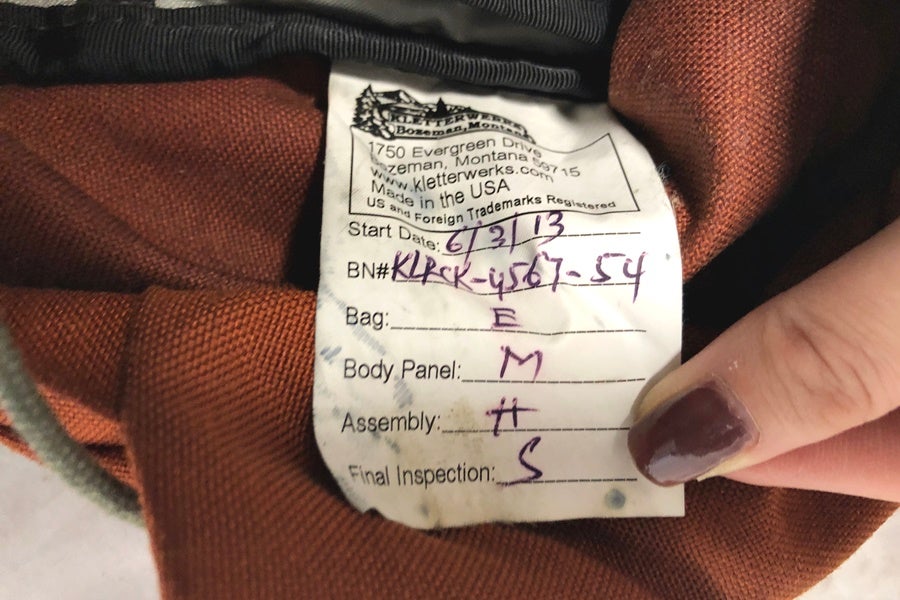 KLETTERWERKS
Bozeman, Montana
1750 Evergreen Drive
Bozeman, Montana 59715
www.kletterwerks.com
Made in the USA
US and Foreign Trademarks Registered
Start Date: 6/3/13
BN# KLRCK-4567-54
Bag: E
Body Panel: M
Assembly: H
Final Inspection: S